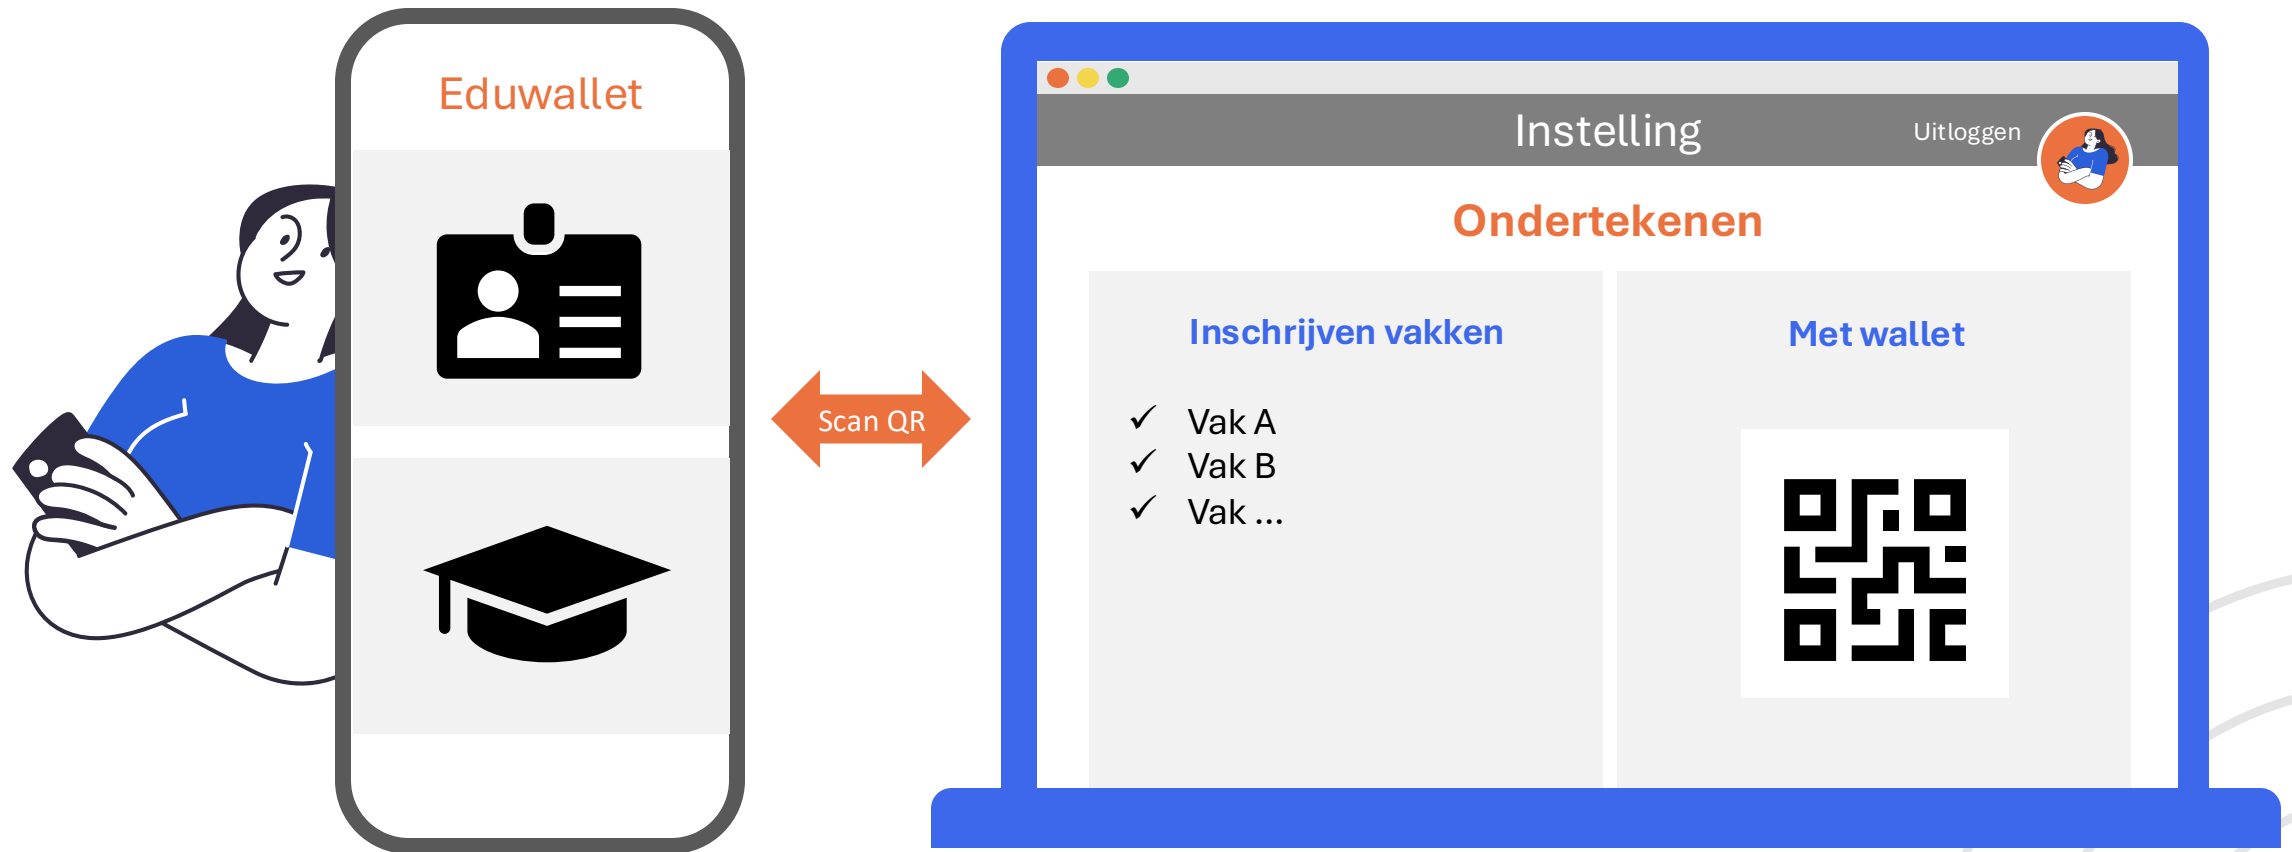 Eduwallet
Scan QR
Instelling
Uitloggen
Ondertekenen
Inschrijven vakken
✓ Vak A
✓ Vak B
✓ Vak ...
Met wallet